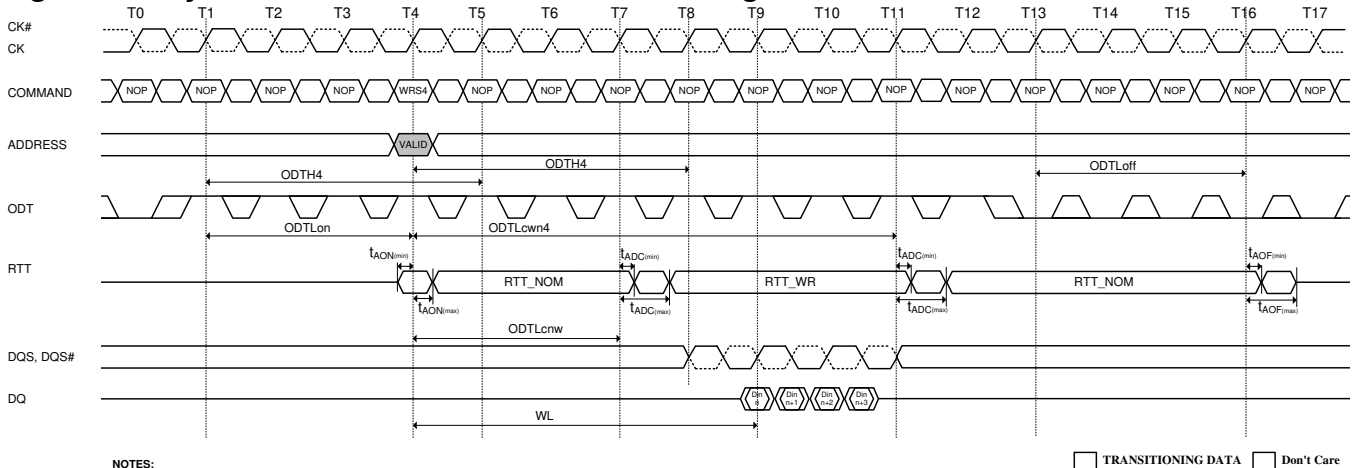 T0 T1 T2 T3 T4 T5 T6 T7 T8 T9 T10 T11 T12 T13 T14 T15 T16 T17
CK#
CK
COMMAND NOP NOP NOP NOP WRS4 NOP NOP NOP NOP NOP NOP NOP NOP NOP NOP NOP NOP NOP
ADDRESS VALID
ODTH4 ODTLoff
ODTH4
ODT
ODTLon ODTLcwn4
tAON(min) tADC(min) tADC(min) tAOF(min)
RTT RTT_NOM RTT_WR RTT_NOM
tAON(max) tADC(max) tADC(max) tAOF(max)
ODTLcnw
DQS, DQS#
DQ Din n Din n+1 Din n+2 Din n+3
WL
NOTES: TRANSITIONING DATA Don't Care